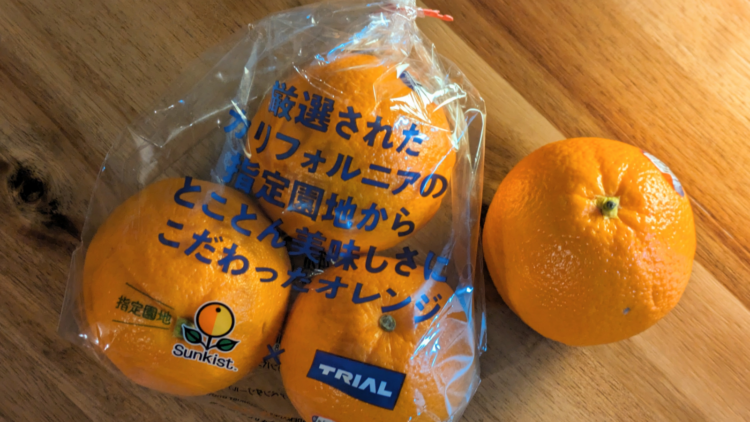 厳選された
カリフォルニアの
指定園地から
とことん美味しさに
こだわったオレンジ
指定園地
Sunkist
TRIAL